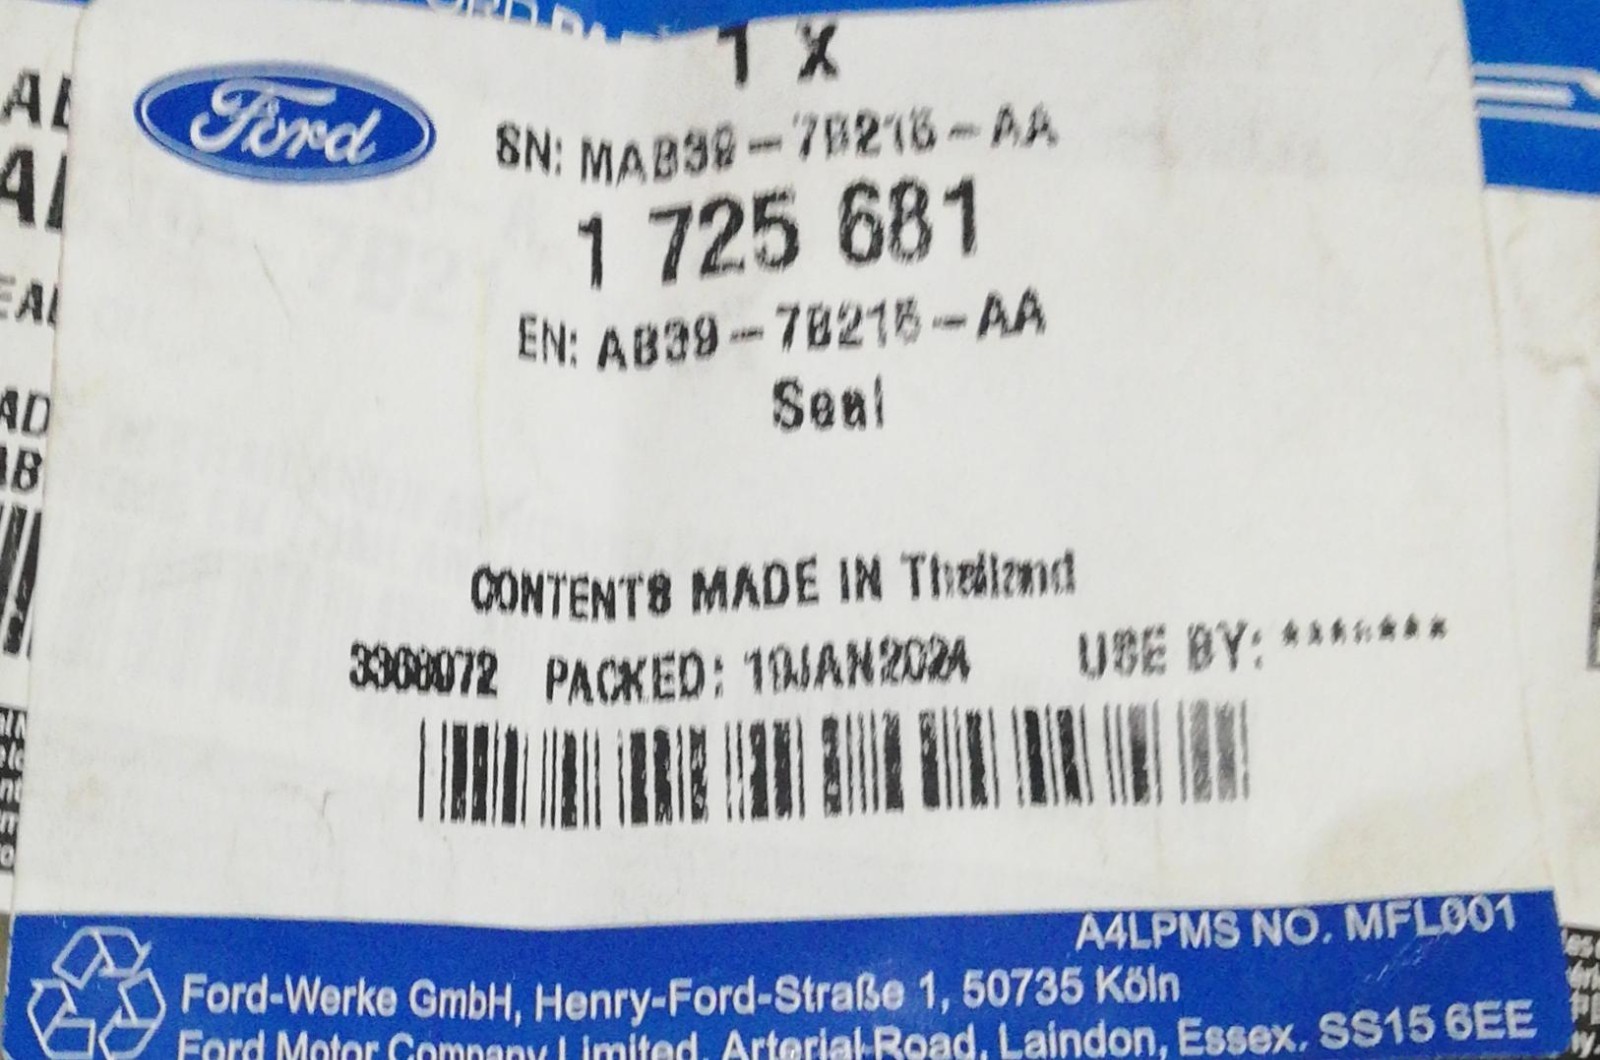 1 X
Ford
SN: MAB39-7B215-AA
1 725 681
EN: AB39-7B215-AA
Seal
CONTENTS MADE IN Thailand
PACKED: 19JAN2024 USE BY: *******
A4LPMS NO. MFL001
Ford-Werke GmbH, Henry-Ford-Straße 1, 50735 Köln
Ford Motor Company Limited, Arterial Road, Laindon, Essex. SS15 6EE